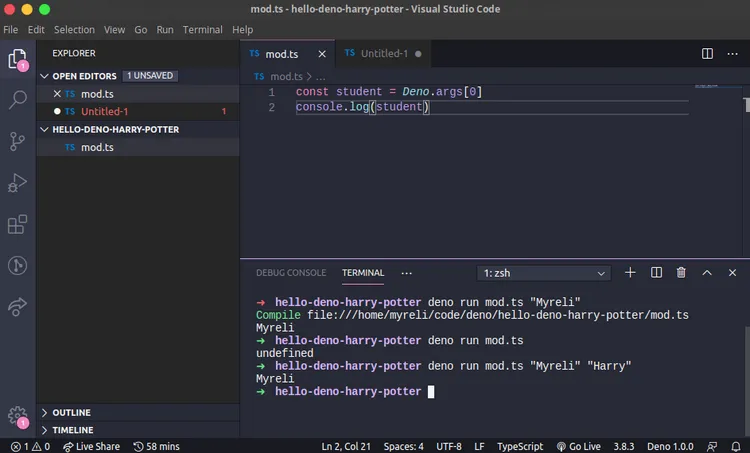 mod.ts - hello-deno-harry-potter - Visual Studio Code
File Edit Selection View Go Run Terminal Help
EXPLORER
OPEN EDITORS 1 UNSAVED
TS mod.ts
TS Untitled-1 1
HELLO-DENO-HARRY-POTTER
TS mod.ts
OUTLINE
TIMELINE
1
1
TS mod.ts TS Untitled-1
TS mod.ts > ...
1 const student = Deno.args[0]
2 console.log(student)
DEBUG CONSOLE TERMINAL ... 1: zsh
➜ hello-deno-harry-potter deno run mod.ts "Myreli"
Compile file:///home/myreli/code/deno/hello-deno-harry-potter/mod.ts
Myreli
➜ hello-deno-harry-potter deno run mod.ts
undefined
➜ hello-deno-harry-potter deno run mod.ts "Myreli" "Harry"
Myreli
➜ hello-deno-harry-potter
1 0 Live Share 58 mins Ln 2, Col 21 Spaces: 4 UTF-8 LF TypeScript Go Live 3.8.3 Deno 1.0.0